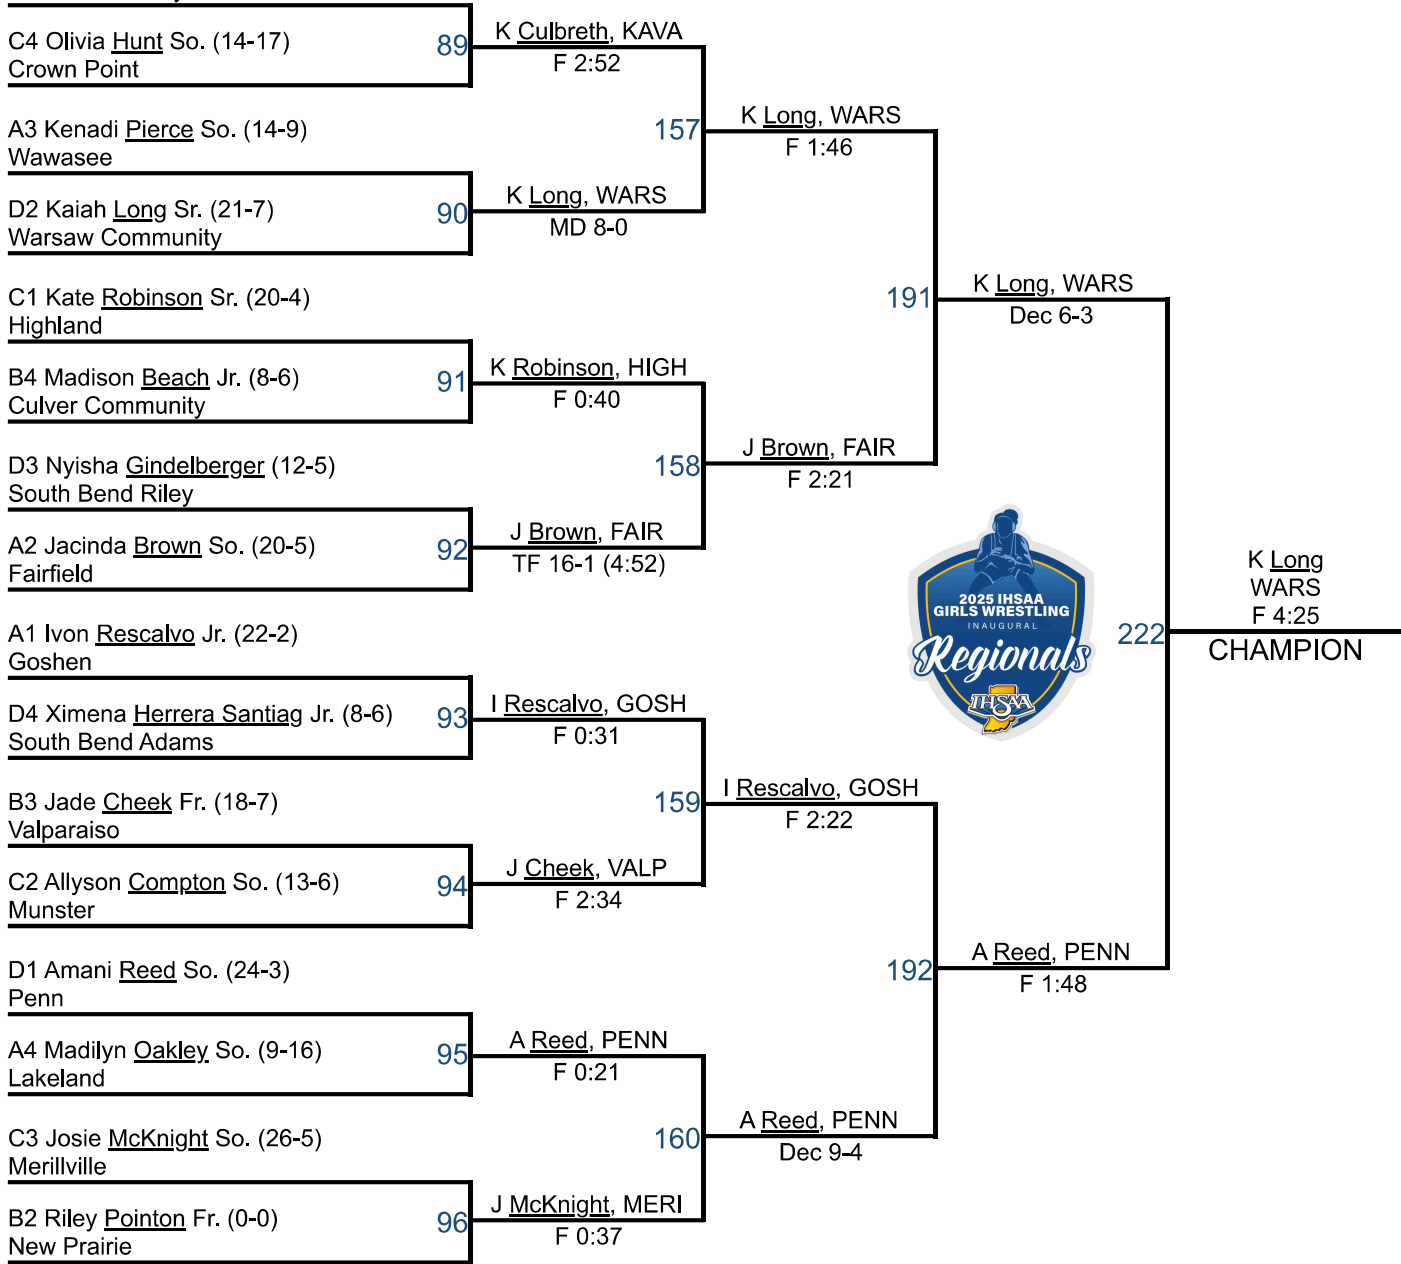 C4 Olivia Hunt So. (14-17)
Crown Point
89
K Culbreth, KAVA
F 2:52
A3 Kenadi Pierce So. (14-9)
Wawasee
157
K Long, WARS
F 1:46
D2 Kaiah Long Sr. (21-7)
Warsaw Community
90
K Long, WARS
MD 8-0
C1 Kate Robinson Sr. (20-4)
Highland
191
K Long, WARS
Dec 6-3
B4 Madison Beach Jr. (8-6)
Culver Community
91
K Robinson, HIGH
F 0:40
D3 Nyisha Gindelberger (12-5)
South Bend Riley
158
J Brown, FAIR
F 2:21
A2 Jacinda Brown So. (20-5)
Fairfield
92
J Brown, FAIR
TF 16-1 (4:52)
2025 IHSAA
GIRLS WRESTLING
INAUGURAL
Regionals
IHSAA
222
K Long
WARS
F 4:25
CHAMPION
A1 Ivon Rescalvo Jr. (22-2)
Goshen
D4 Ximena Herrera Santiag Jr. (8-6)
South Bend Adams
93
I Rescalvo, GOSH
F 0:31
B3 Jade Cheek Fr. (18-7)
Valparaiso
159
I Rescalvo, GOSH
F 2:22
C2 Allyson Compton So. (13-6)
Munster
94
J Cheek, VALP
F 2:34
D1 Amani Reed So. (24-3)
Penn
192
A Reed, PENN
F 1:48
A4 Madilyn Oakley So. (9-16)
Lakeland
95
A Reed, PENN
F 0:21
C3 Josie McKnight So. (26-5)
Merillville
160
A Reed, PENN
Dec 9-4
B2 Riley Pointon Fr. (0-0)
New Prairie
96
J McKnight, MERI
F 0:37